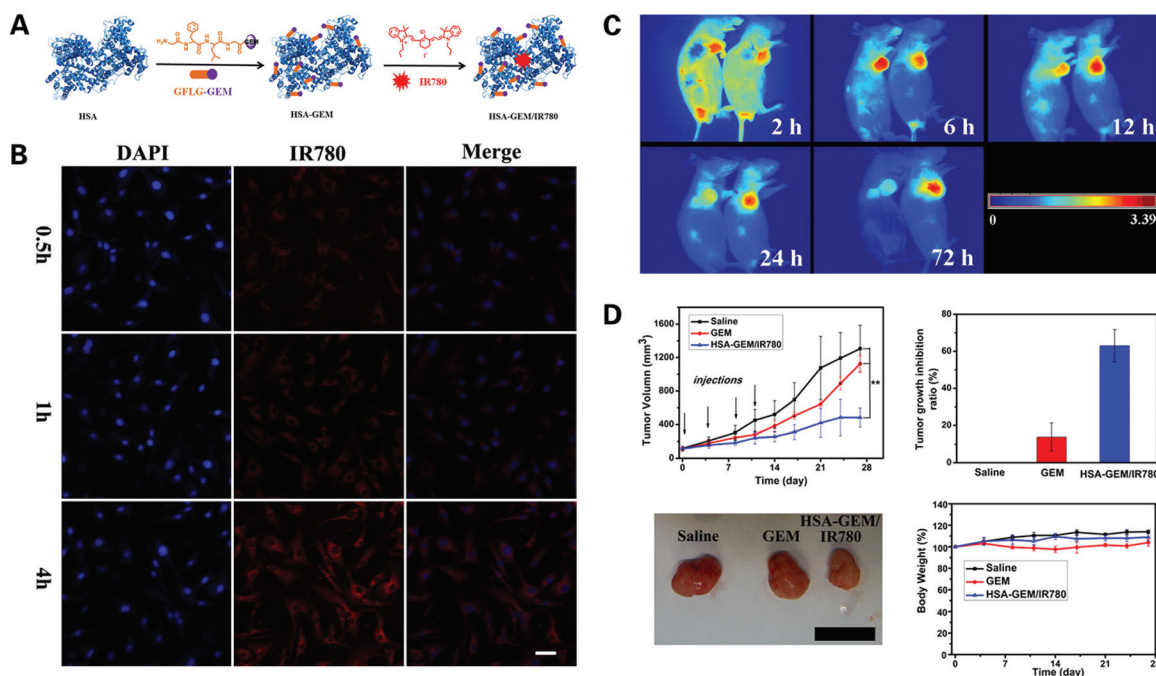 A
H₂N
O
H
N
GEM
GFLG-GEM
Cl
I⁻
IR780
HSA
HSA-GEM
HSA-GEM/IR780
B
DAPI
IR780
Merge
0.5h
1h
4h
C
2 h
6 h
12 h
24 h
72 h
0
3.39
D
Tumor Volumn (mm³)
1600
1200
800
400
0
Saline
GEM
HSA-GEM/IR780
injections
**
0 7 14 21 28
Time (day)
Tumor growth inhibition
ratio (%)
80
60
40
20
0
Saline GEM HSA-GEM/IR780
Saline
GEM
HSA-GEM/
IR780
Body Weight (%)
140
120
100
80
60
40
20
0
Saline
GEM
HSA-GEM/IR780
0 7 14 21 28
Time (day)